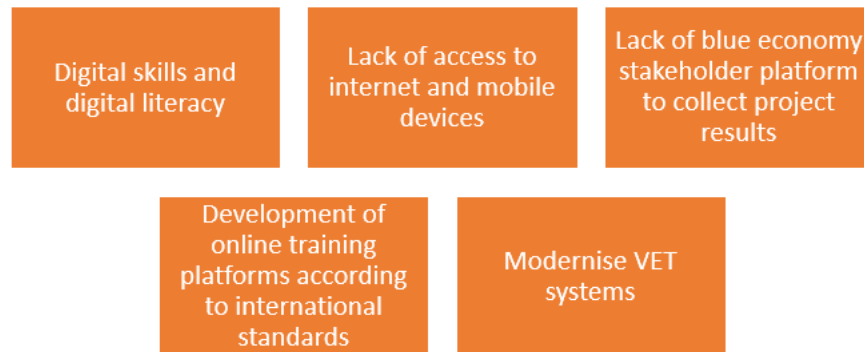 Digital skills and
digital literacy
Lack of access to
internet and mobile
devices
Lack of blue economy
stakeholder platform
to collect project
results
Development of
online training
platforms according
to international
standards
Modernise VET
systems